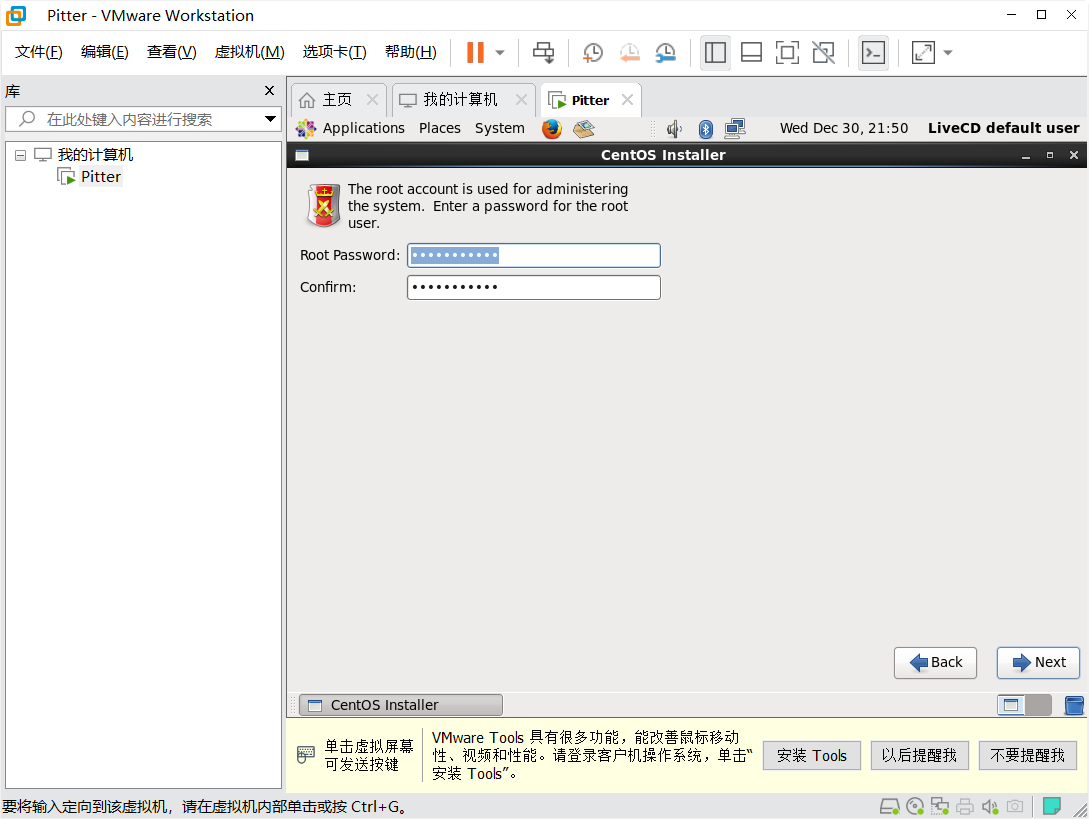 Pitter - VMware Workstation
文件(F) 编辑(E) 查看(V) 虚拟机(M) 选项卡(T) 帮助(H)
库
在此处键入内容进行搜索
我的计算机
Pitter
主页 我的计算机 Pitter
Applications Places System Wed Dec 30, 21:50 LiveCD default user
CentOS Installer
The root account is used for administering
the system. Enter a password for the root
user.
Root Password: •••••••••••
Confirm: •••••••••••
Back Next
CentOS Installer
单击虚拟屏幕
可发送按键
VMware Tools 具有很多功能，能改善鼠标移动
性、视频和性能。请登录客户机操作系统，单击“
安装 Tools”。
安装 Tools 以后提醒我 不要提醒我
要将输入定向到该虚拟机，请在虚拟机内部单击或按 Ctrl+G。